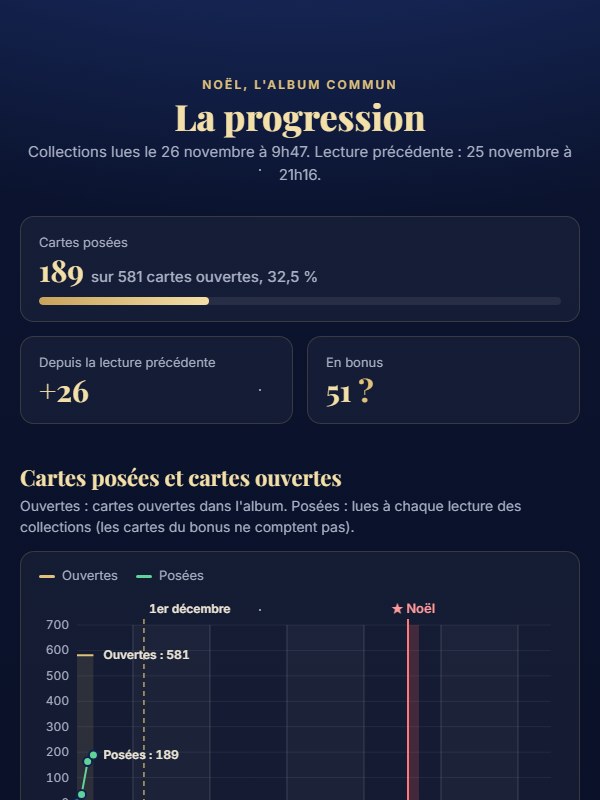 NOËL, L'ALBUM COMMUN
La progression
Collections lues le 26 novembre à 9h47. Lecture précédente : 25 novembre à
21h16.
Cartes posées
189 sur 581 cartes ouvertes, 32,5 %
Depuis la lecture précédente
+26
En bonus
51 ?
Cartes posées et cartes ouvertes
Ouvertes : cartes ouvertes dans l'album. Posées : lues à chaque lecture des
collections (les cartes du bonus ne comptent pas).
Ouvertes Posées
1er décembre ★ Noël
700
600
Ouvertes : 581
500
400
300
200
Posées : 189
100